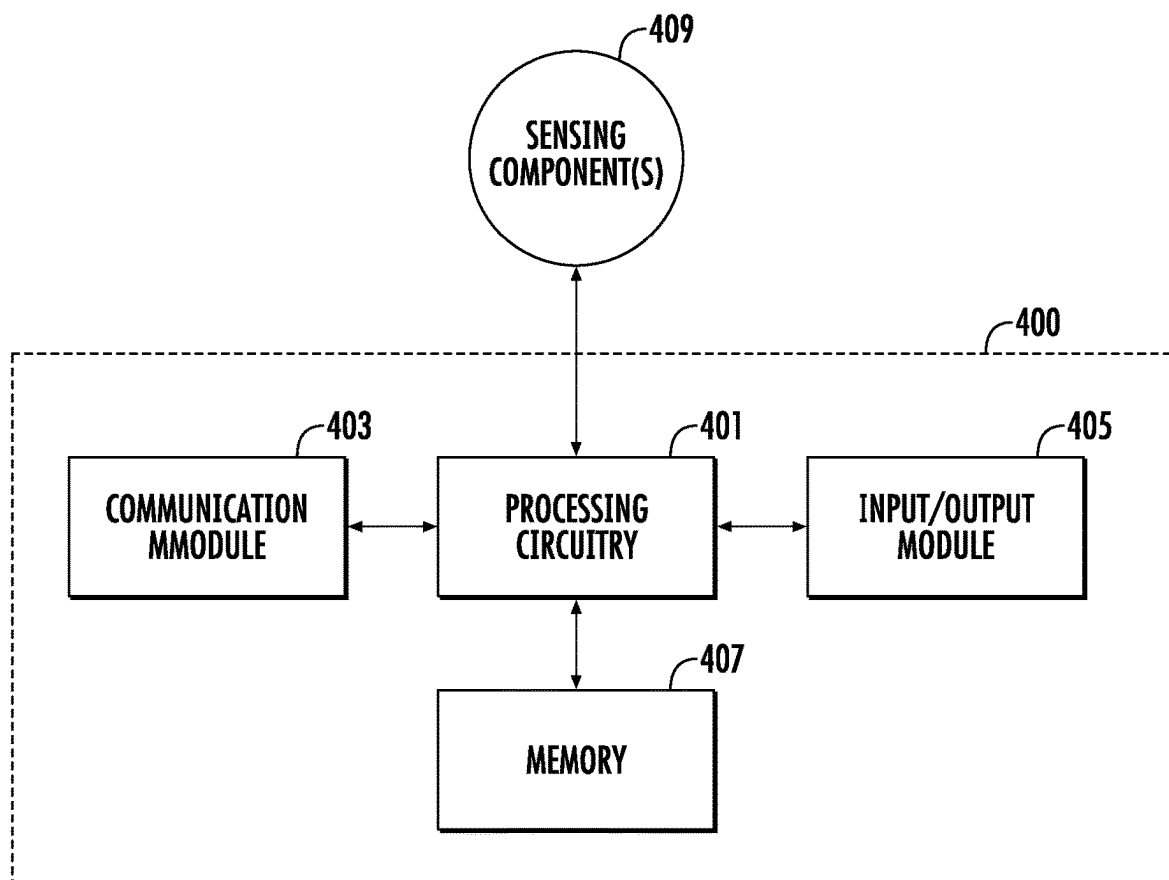 409
SENSING
COMPONENT(S)
400
403
COMMUNICATION
MMODULE
401
PROCESSING
CIRCUITRY
405
INPUT/OUTPUT
MODULE
407
MEMORY